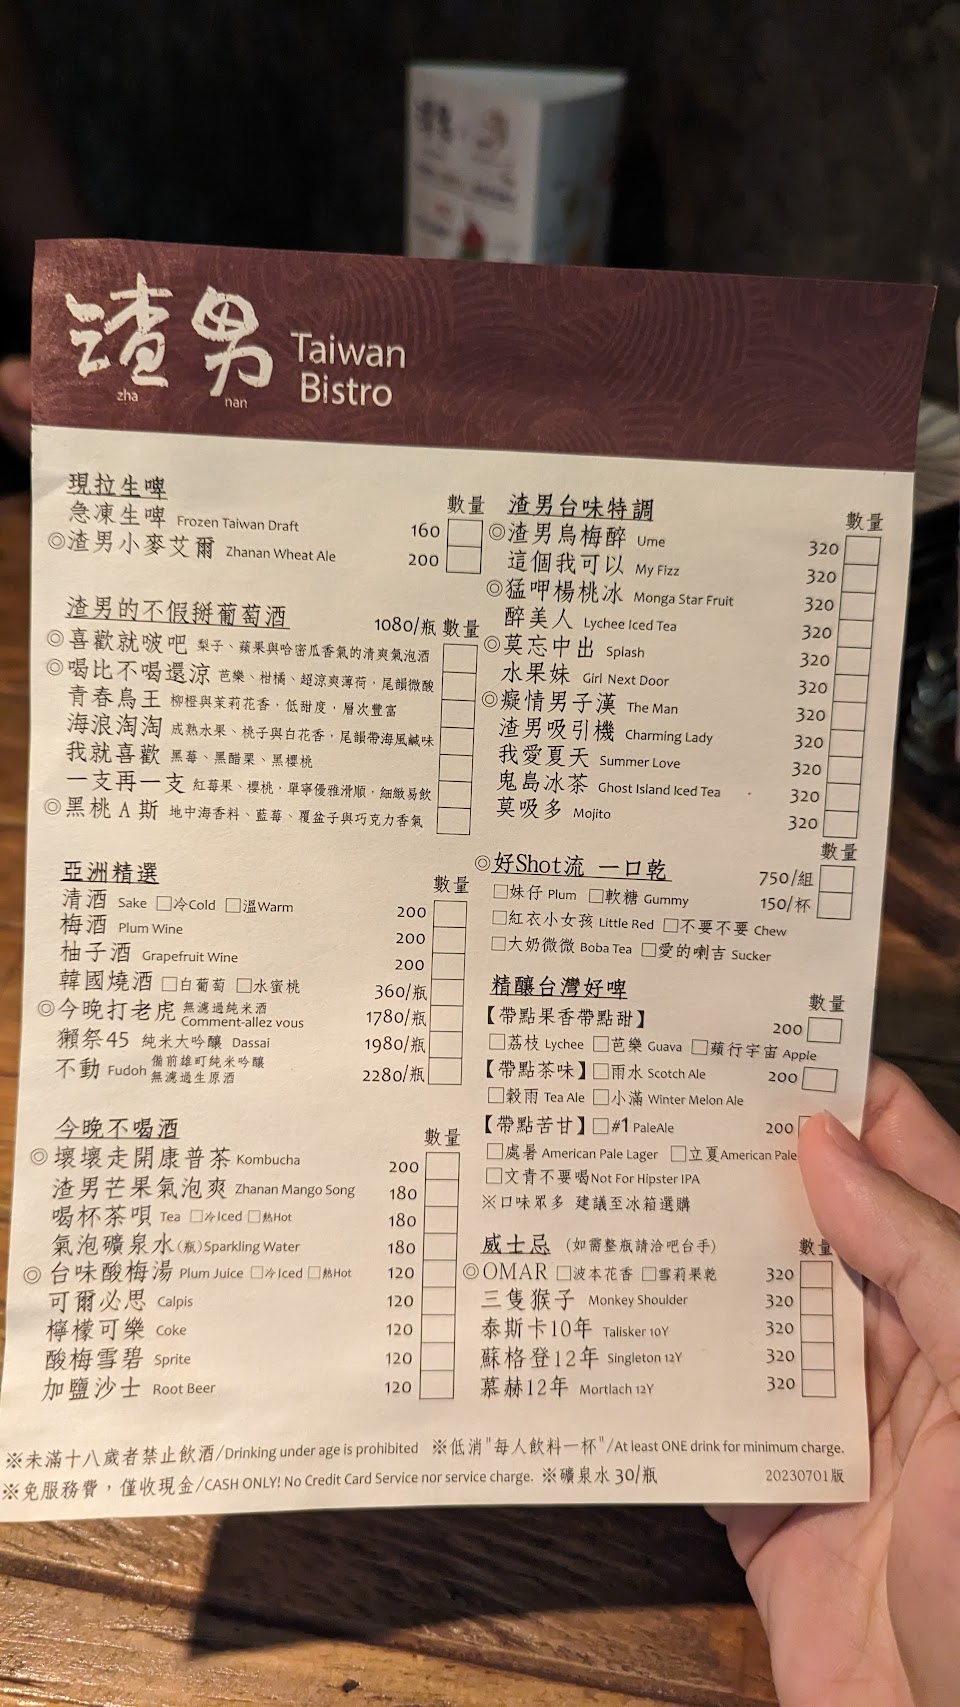 渣男 Taiwan Bistro
zha nan
現拉生啤 數量
急凍生啤 Frozen Taiwan Draft 160
◎渣男小麥艾爾 Zhanan Wheat Ale 200
渣男的不假掰葡萄酒 1080/瓶 數量
◎喜歡就啵吧 梨子、蘋果與哈密瓜香氣的清爽氣泡酒
◎喝比不喝還涼 芭樂、柑橘、超涼爽薄荷，尾韻微酸
青春鳥王 柳橙與茉莉花香，低甜度，層次豐富
海浪淘淘 成熟水果、桃子與白花香，尾韻帶海風鹹味
我就喜歡 黑莓、黑醋栗、黑櫻桃
一支再一支 紅莓果、櫻桃，單寧優雅滑順，細緻易飲
◎黑桃A斯 地中海香料、藍莓、覆盆子與巧克力香氣
亞洲精選 數量
清酒 Sake □冷Cold □溫Warm 200
梅酒 Plum Wine 200
柚子酒 Grapefruit Wine 200
韓國燒酒 □白葡萄 □水蜜桃 360/瓶
◎今晚打老虎 無濾過純米酒 Comment-allez vous 1780/瓶
獺祭45 純米大吟釀 Dassai 1980/瓶
不動 Fudoh 備前雄町純米吟釀 無濾過生原酒 2280/瓶
今晚不喝酒 數量
◎壞壞走開康普茶 Kombucha 200
渣男芒果氣泡爽 Zhanan Mango Song 180
喝杯茶唄 Tea □冷Iced □熱Hot 180
氣泡礦泉水(瓶)Sparkling Water 180
◎台味酸梅湯 Plum Juice □冷Iced □熱Hot 120
可爾必思 Calpis 120
檸檬可樂 Coke 120
酸梅雪碧 Sprite 120
加鹽沙士 Root Beer 120
渣男台味特調 數量
◎渣男烏梅醉 Ume 320
這個我可以 My Fizz 320
◎猛呷楊桃冰 Monga Star Fruit 320
醉美人 Lychee Iced Tea 320
◎莫忘中出 Splash 320
水果妹 Girl Next Door 320
◎癡情男子漢 The Man 320
渣男吸引機 Charming Lady 320
我愛夏天 Summer Love 320
鬼島冰茶 Ghost Island Iced Tea 320
莫吸多 Mojito 320
◎好Shot流 一口乾 750/組 數量
□妹仔 Plum □軟糖 Gummy 150/杯
□紅衣小女孩 Little Red □不要不要 Chew
□大奶微微 Boba Tea □愛的喇吉 Sucker
精釀台灣好啤 數量
【帶點果香帶點甜】 200
□荔枝 Lychee □芭樂 Guava □蘋行宇宙 Apple
【帶點茶味】□雨水 Scotch Ale 200
□穀雨 Tea Ale □小滿 Winter Melon Ale
【帶點苦甘】□#1 PaleAle 200
□處暑 American Pale Lager □立夏American Pale
□文青不要喝Not For Hipster IPA
※口味眾多 建議至冰箱選購
威士忌 (如需整瓶請洽吧台手) 數量
◎OMAR □波本花香 □雪莉果乾 320
三隻猴子 Monkey Shoulder 320
泰斯卡10年 Talisker 10Y 320
蘇格登12年 Singleton 12Y 320
慕赫12年 Mortlach 12Y 320
※未滿十八歲者禁止飲酒/Drinking under age is prohibited ※低消"每人飲料一杯"/At least ONE drink for minimum charge.
※免服務費，僅收現金/CASH ONLY! No Credit Card Service nor service charge. ※礦泉水 30/瓶 20230701版